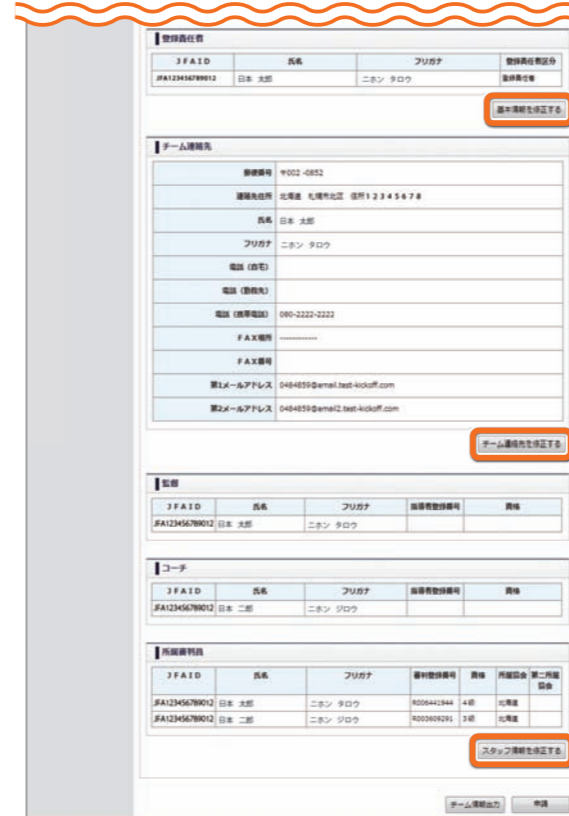 登録責任者
JFAID 氏名 フリガナ 登録責任者区分
JFA123456789012 日本 太郎 ニホン タロウ 登録責任者
基本情報を修正する
チーム連絡先
郵便番号 〒002-0852
連絡先住所 北海道 札幌市北区 住所12345678
氏名 日本 太郎
フリガナ ニホン タロウ
電話(自宅)
電話(勤務先)
電話(携帯電話) 080-2222-2222
FAX場所 ------------
FAX番号
第1メールアドレス 0484859@email.test-kickoff.com
第2メールアドレス 0484859@email2.test-kickoff.com
チーム連絡先を修正する
監督
JFAID 氏名 フリガナ 指導者登録番号 資格
JFA123456789012 日本 太郎 ニホン タロウ
コーチ
JFAID 氏名 フリガナ 指導者登録番号 資格
JFA123456789012 日本 二郎 ニホン ジロウ
所属審判員
JFAID 氏名 フリガナ 審判登録番号 資格 所属協会 第二所属協会
JFA123456789012 日本 太郎 ニホン タロウ R006441944 4級 北海道
JFA123456789012 日本 二郎 ニホン ジロウ R003609291 3級 北海道
スタッフ情報を修正する
チーム情報出力 申請